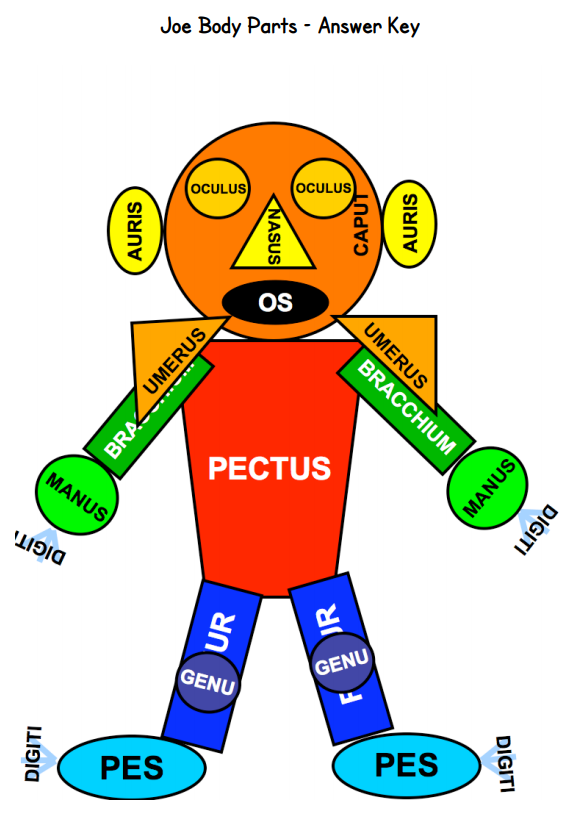 Joe Body Parts - Answer Key
OCULUS
OCULUS
AURIS
NASUS
CAPUT
AURIS
OS
UMERUS
UMERUS
BRACCHIUM
PECTUS
MANUS
MANUS
DIGITI
DIGITI
GENU
GENU
DIGITI
PES
PES
DIGITI